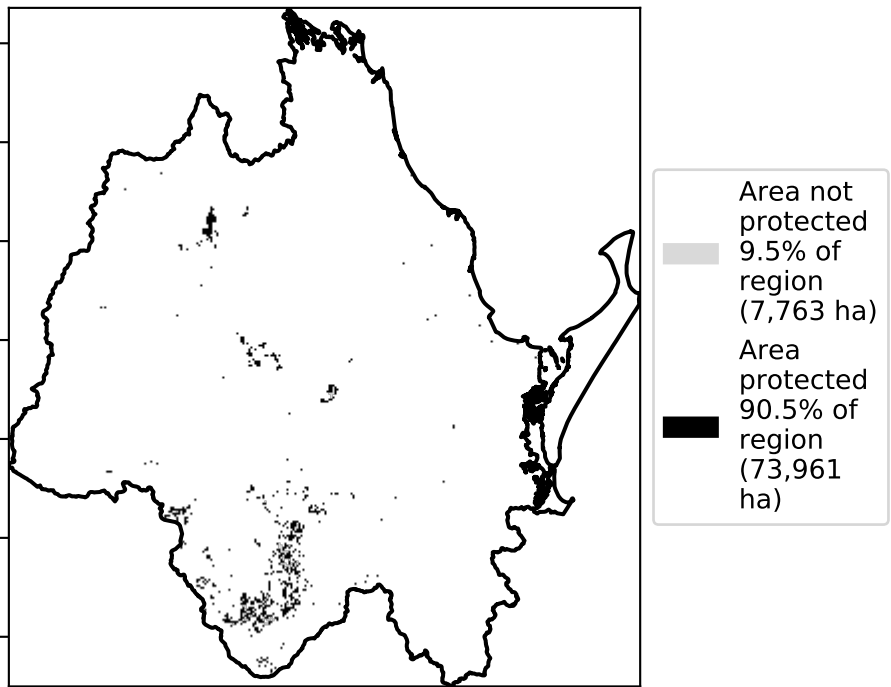 Area not
protected
9.5% of
region
(7,763 ha)
Area
protected
90.5% of
region
(73,961
ha)